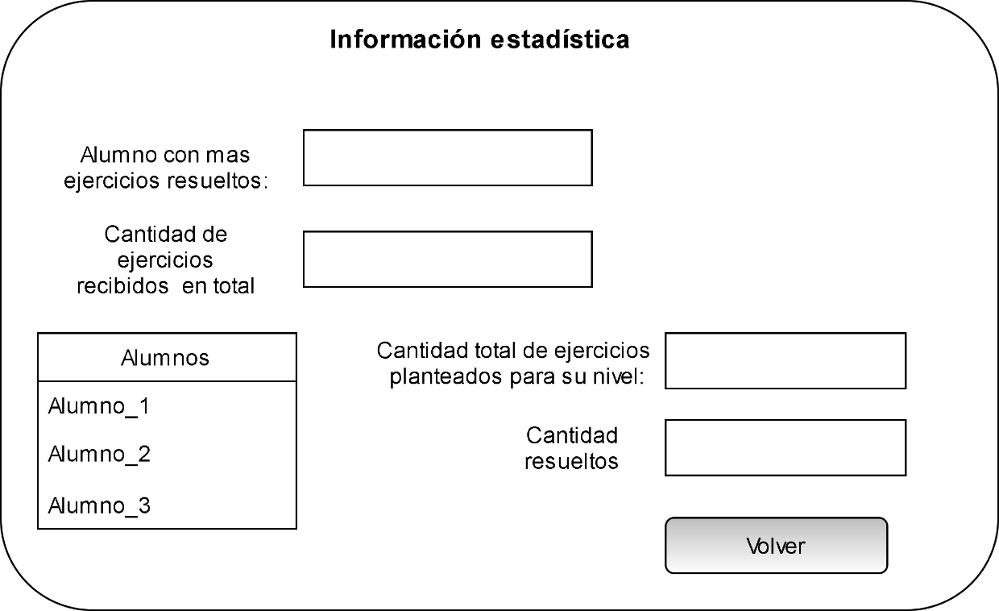 Información estadística
Alumno con mas
ejercicios resueltos:
Cantidad de
ejercicios
recibidos en total
Alumnos
Alumno_1
Alumno_2
Alumno_3
Cantidad total de ejercicios
planteados para su nivel:
Cantidad
resueltos
Volver